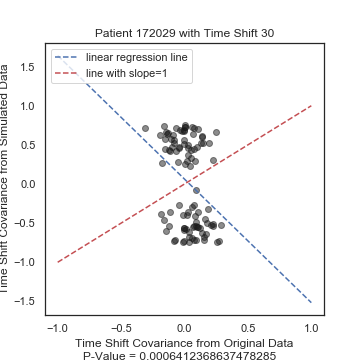 Patient 172029 with Time Shift 30
linear regression line
line with slope=1
Time Shift Covariance from Simulated Data
1.5
1.0
0.5
0.0
−0.5
−1.0
−1.5
−1.0 −0.5 0.0 0.5 1.0
Time Shift Covariance from Original Data
P-Value = 0.0006412368637478285